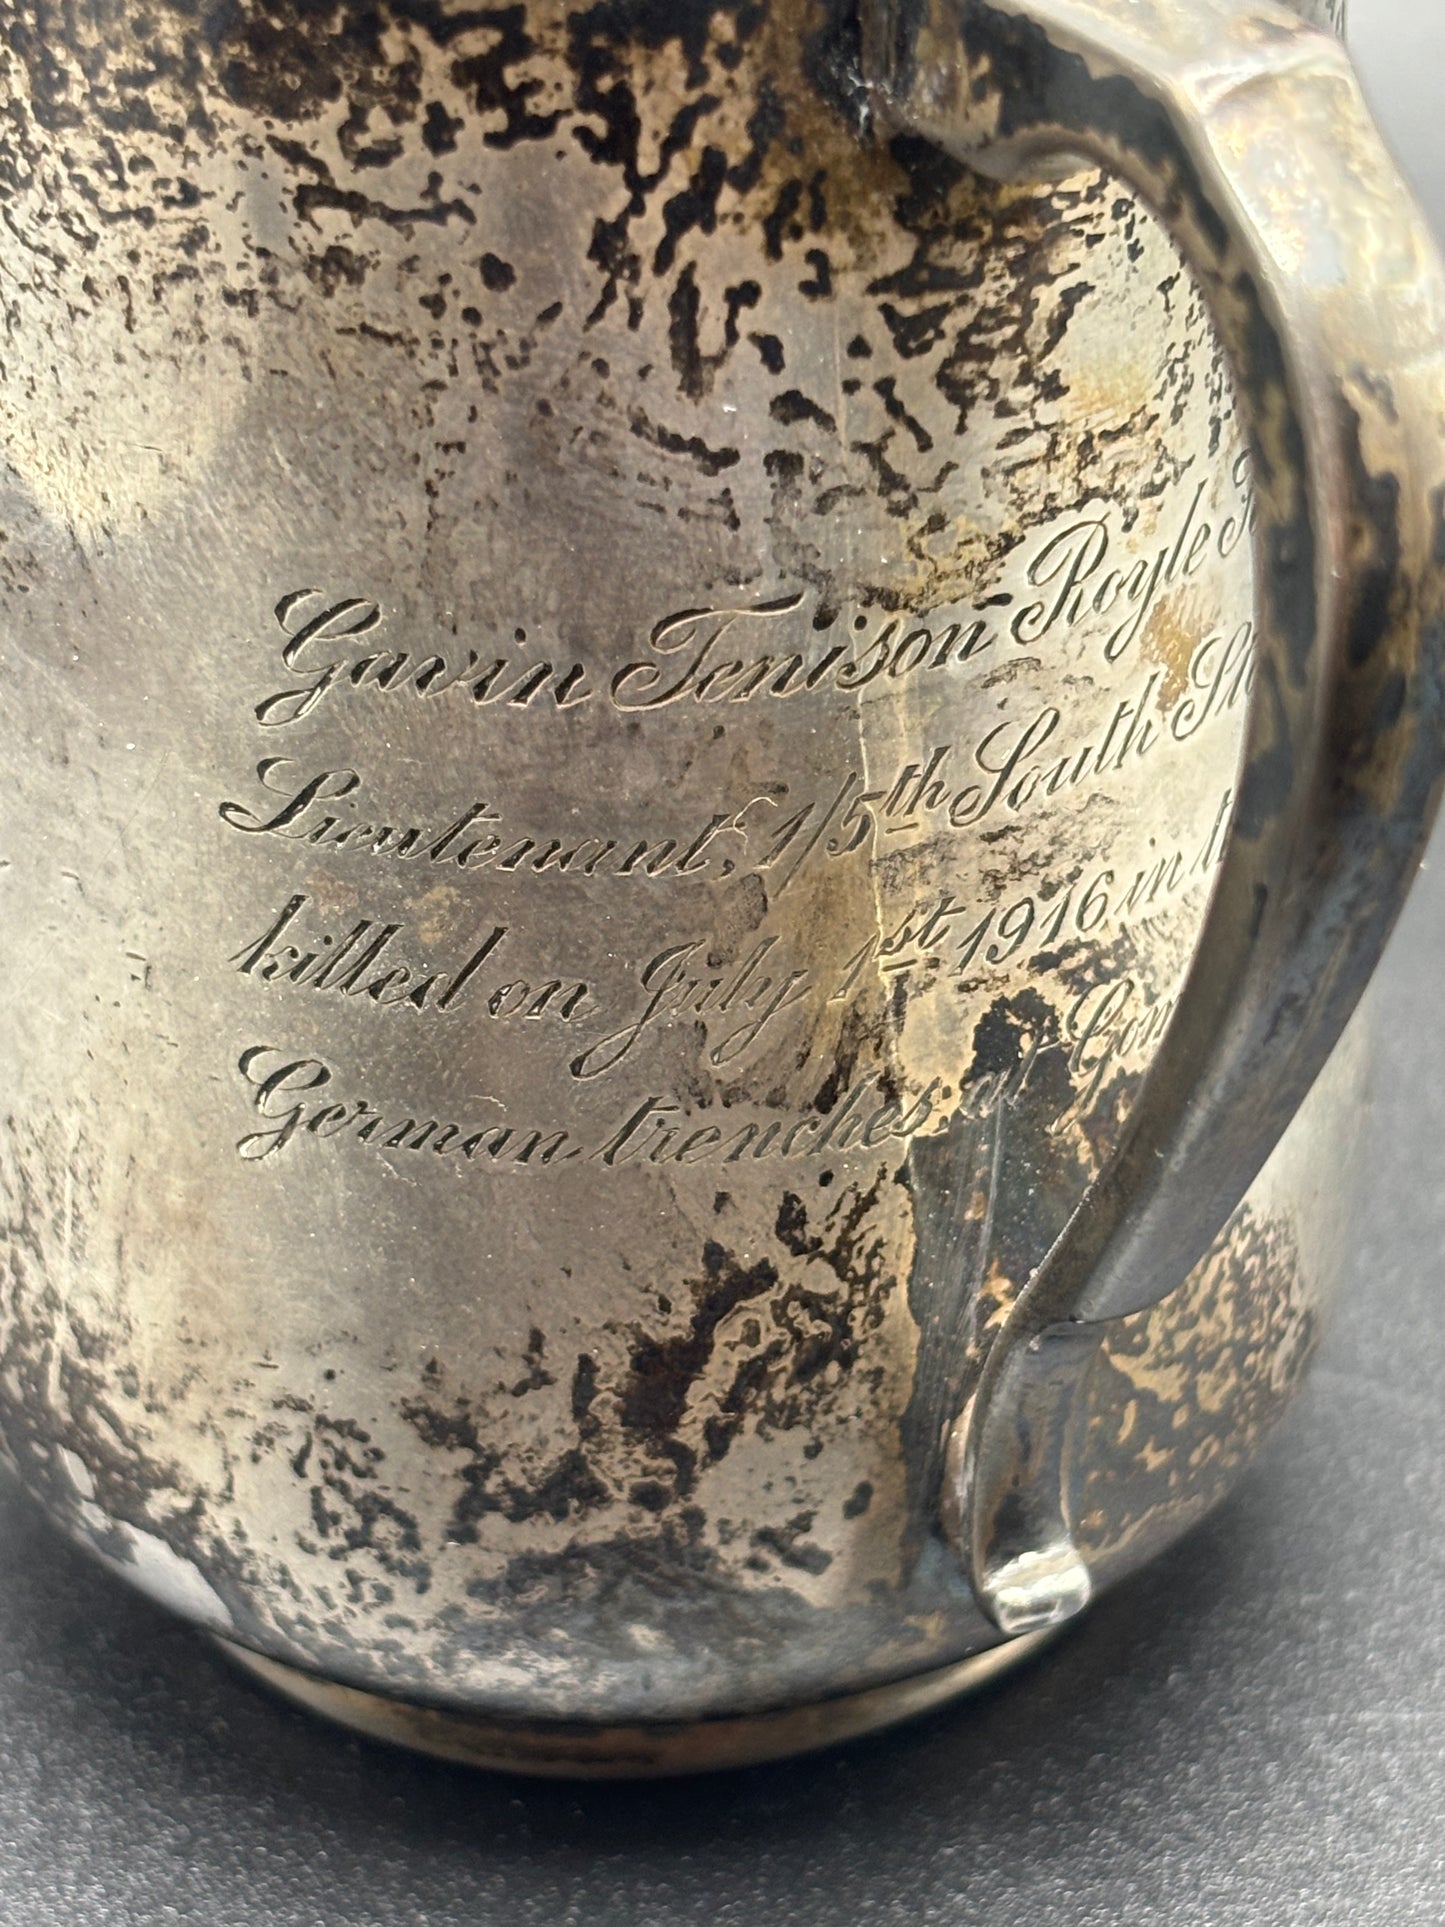 Gavin Tenison Royle
Lieutenant, 1/5th South
killed on July 1st 1916 in
German trenches at